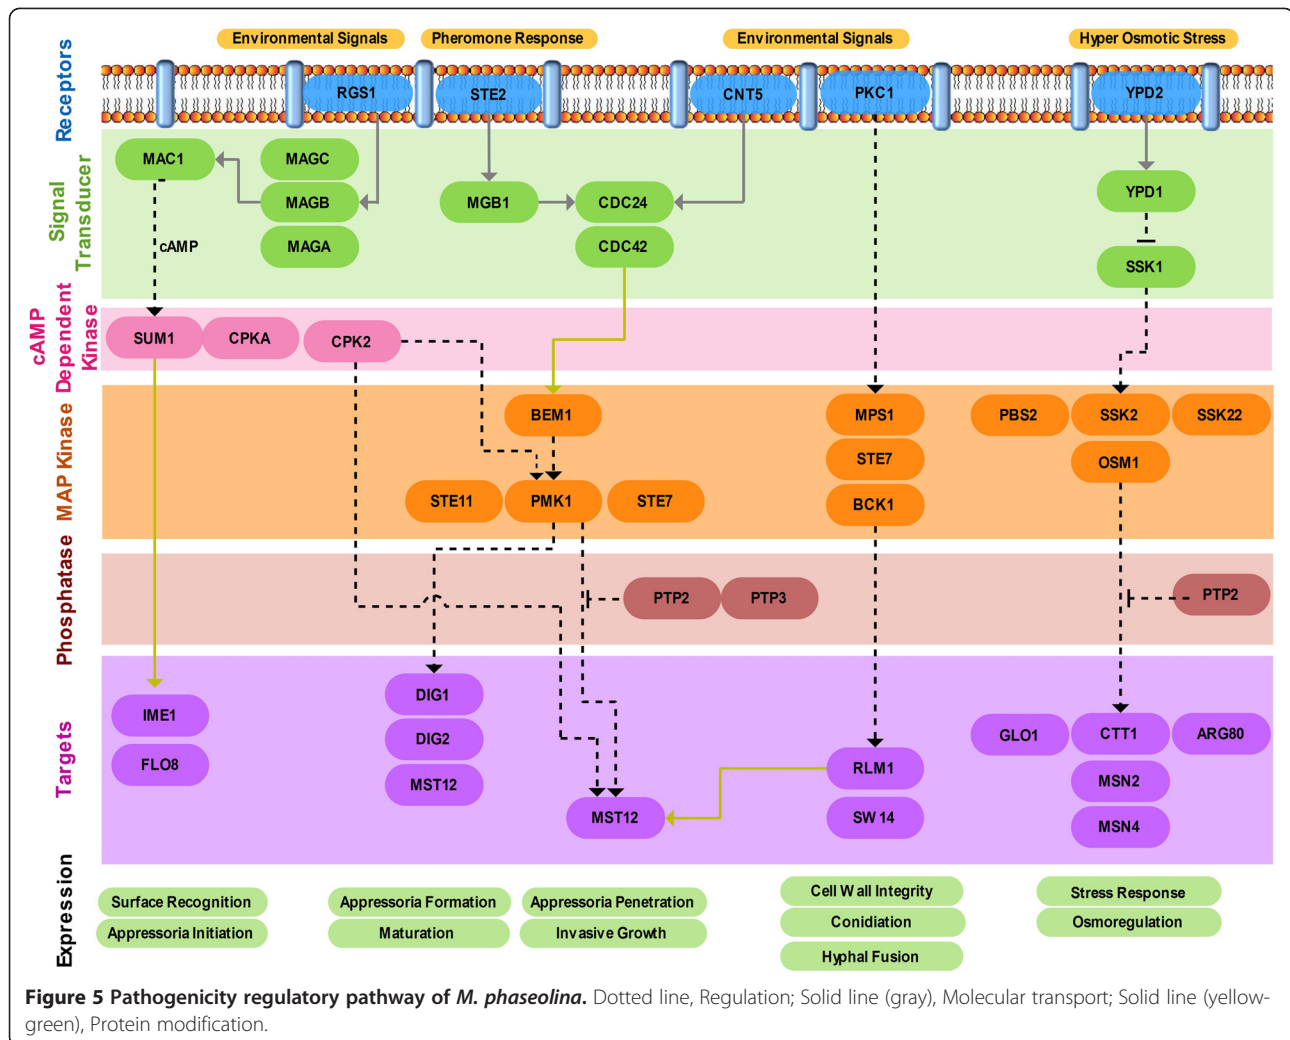 Environmental Signals
Pheromone Response
Environmental Signals
Hyper Osmotic Stress
Receptors
RGS1
STE2
CNT5
PKC1
YPD2
Signal
Transducer
MAC1
MAGC
MAGB
MAGA
MGB1
CDC24
CDC42
YPD1
SSK1
cAMP
cAMP
Dependent
Kinase
SUM1
CPKA
CPK2
MAP Kinase
BEM1
STE11
PMK1
STE7
MPS1
STE7
BCK1
PBS2
SSK2
SSK22
OSM1
Phosphatase
PTP2
PTP3
PTP2
Targets
IME1
FLO8
DIG1
DIG2
MST12
MST12
RLM1
SW 14
GLO1
CTT1
ARG80
MSN2
MSN4
Expression
Surface Recognition
Appressoria Initiation
Appressoria Formation
Maturation
Appressoria Penetration
Invasive Growth
Cell Wall Integrity
Conidiation
Hyphal Fusion
Stress Response
Osmoregulation
Figure 5 Pathogenicity regulatory pathway of M. phaseolina. Dotted line, Regulation; Solid line (gray), Molecular transport; Solid line (yellow-
green), Protein modification.